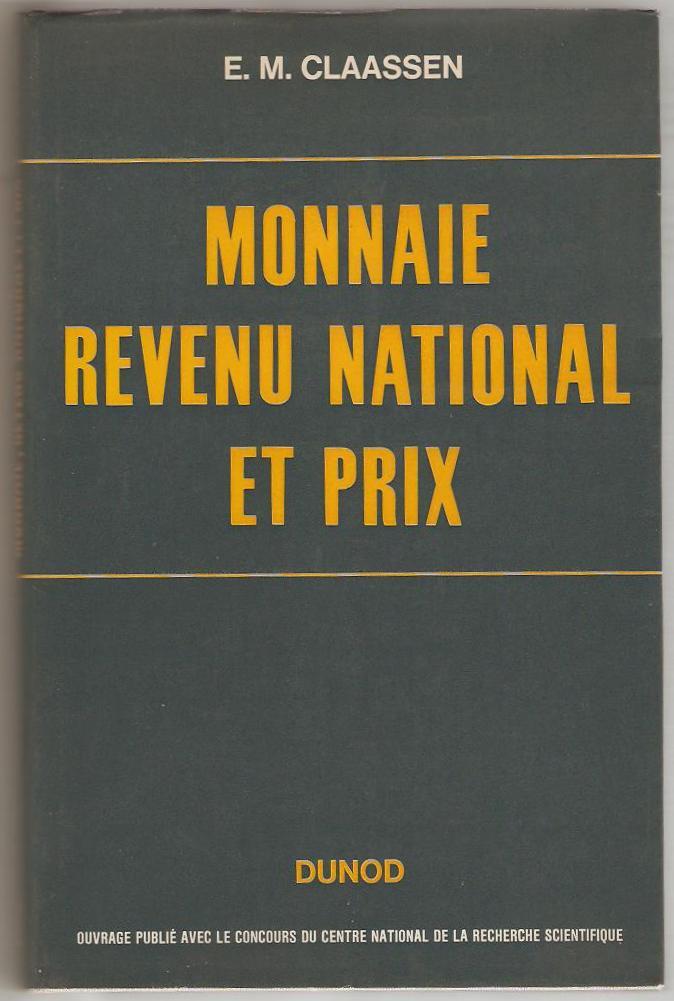 E. M. CLAASSEN
MONNAIE
REVENU NATIONAL
ET PRIX
DUNOD
OUVRAGE PUBLIÉ AVEC LE CONCOURS DU CENTRE NATIONAL DE LA RECHERCHE SCIENTIFIQUE